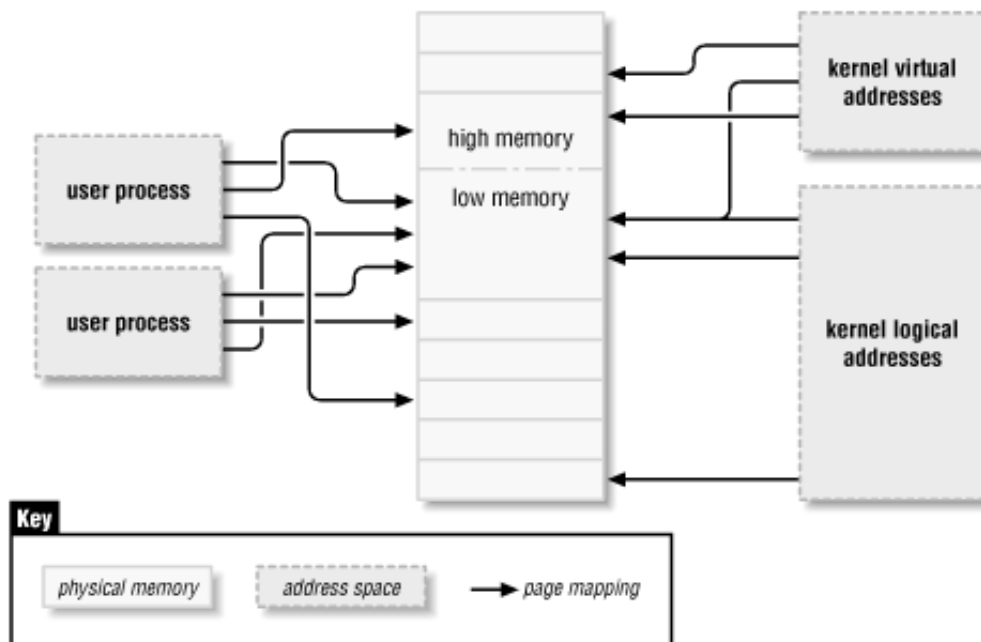 kernel virtual
addresses
high memory
user process
low memory
user process
kernel logical
addresses
Key
physical memory
address space
page mapping